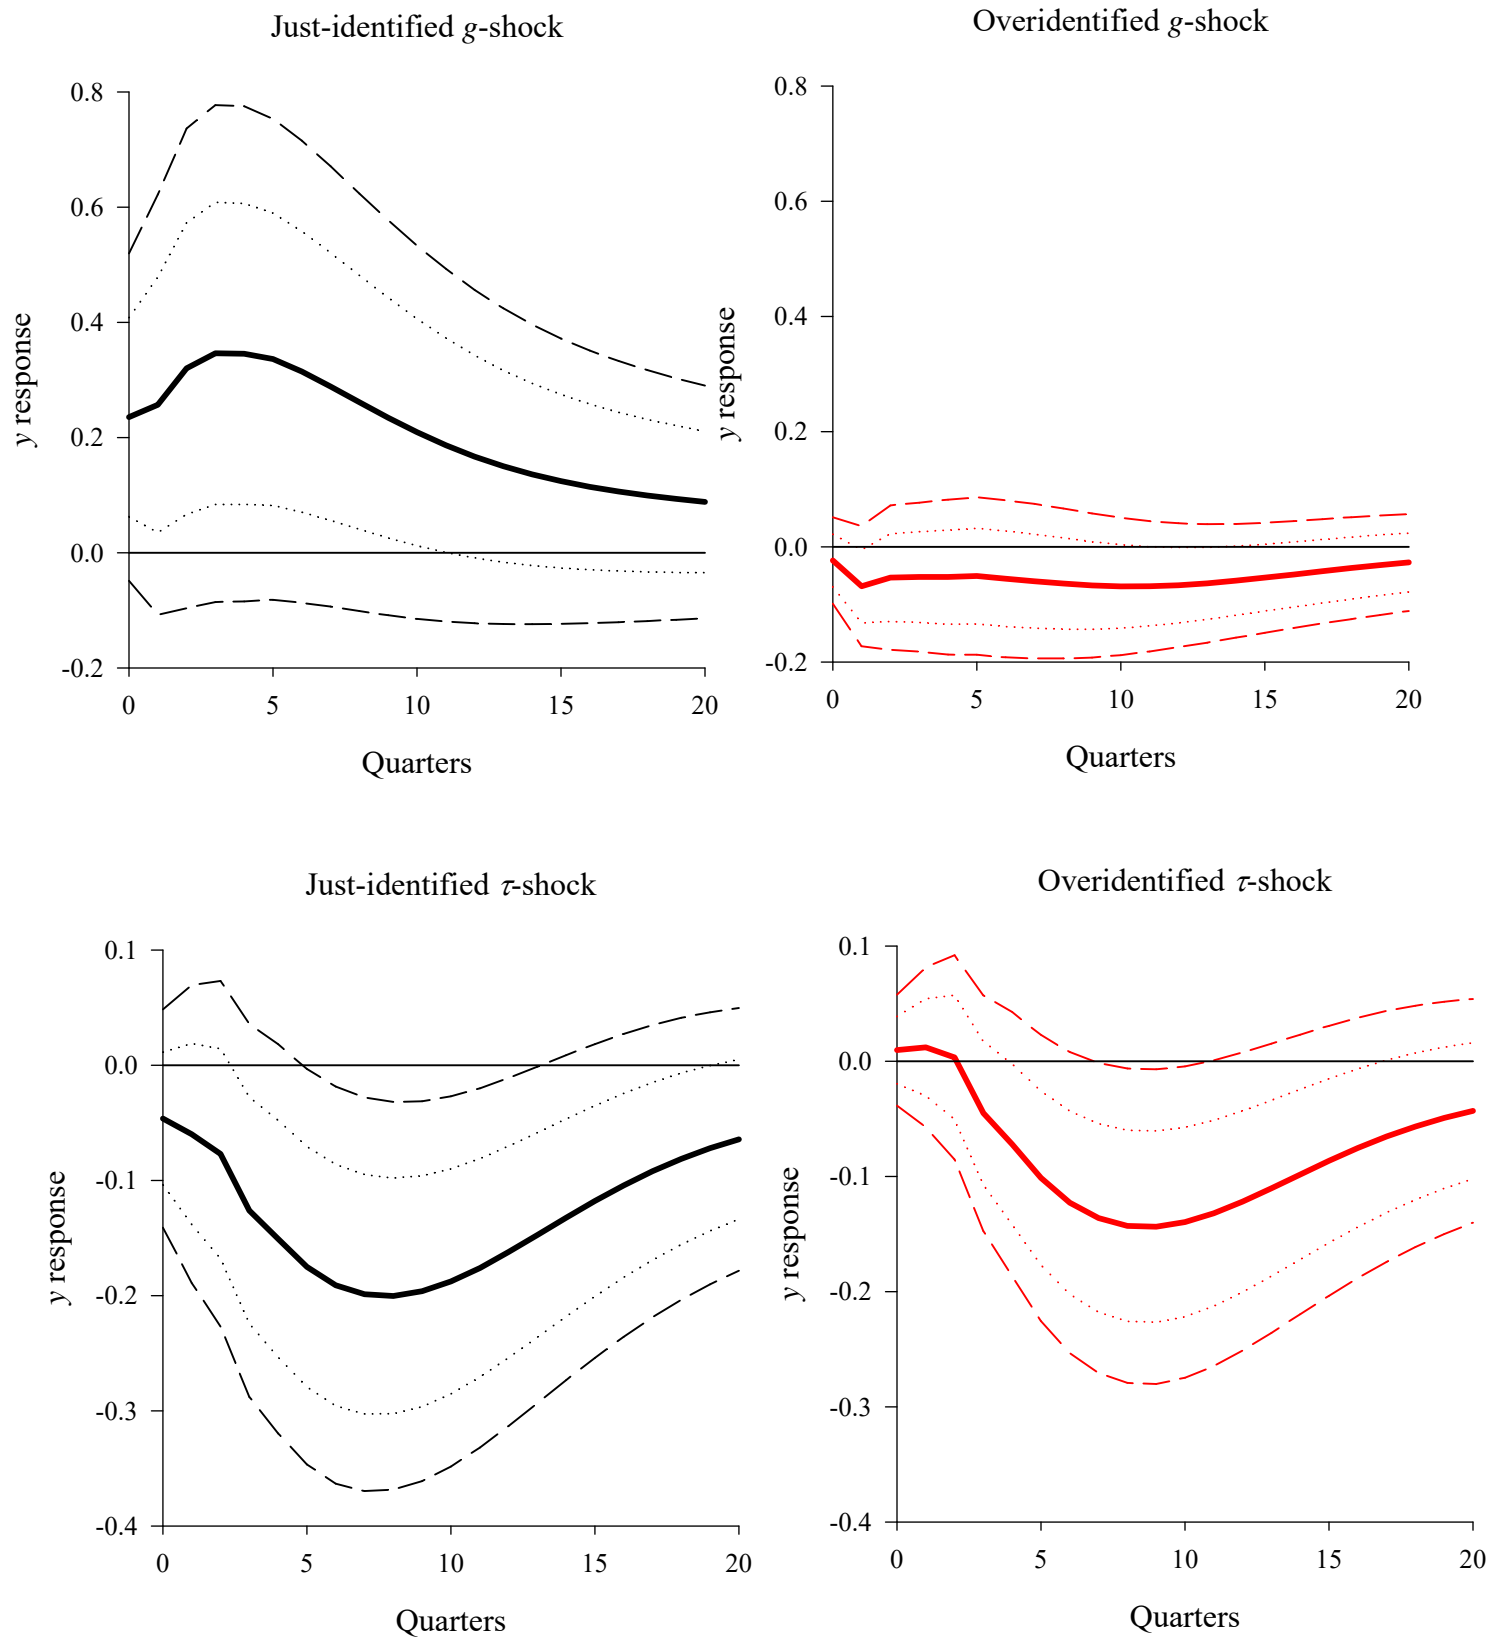 Just-identified g-shock
0.8
0.6
0.4
0.2
0.0
-0.2
y response
0 5 10 15 20
Quarters
Overidentified g-shock
0.8
0.6
0.4
0.2
0.0
-0.2
y response
0 5 10 15 20
Quarters
Just-identified τ-shock
0.1
0.0
-0.1
-0.2
-0.3
-0.4
y response
0 5 10 15 20
Quarters
Overidentified τ-shock
0.1
0.0
-0.1
-0.2
-0.3
-0.4
y response
0 5 10 15 20
Quarters